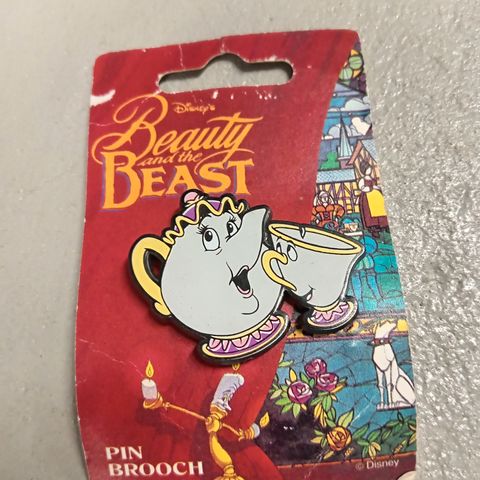 Disney's
Beauty
and the
BEAST
PIN
BROOCH
© Disney